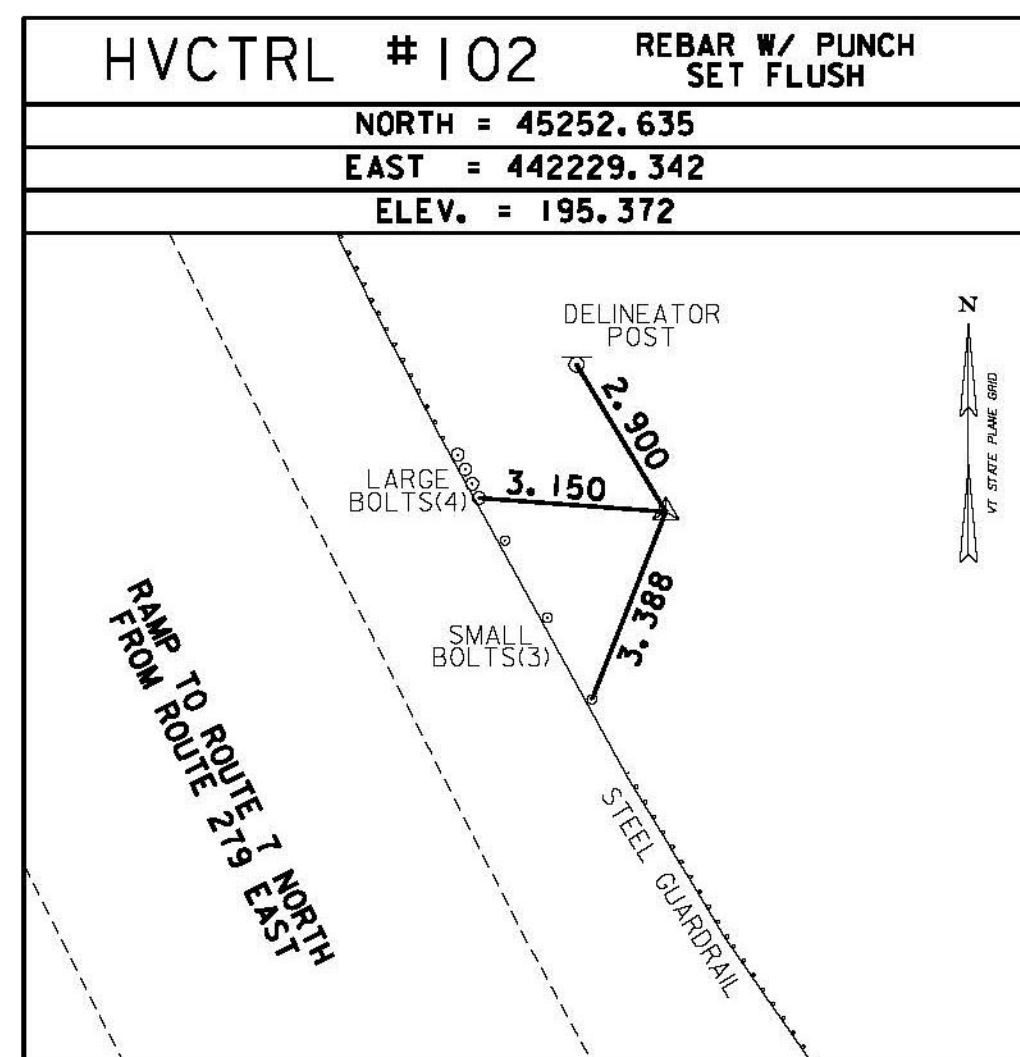 HVCTRL #102
REBAR W/ PUNCH
SET FLUSH
NORTH = 45252.635
EAST = 442229.342
ELEV. = 195.372
DELINEATOR
POST
N
VT STATE PLANE GRID
2.900
LARGE
BOLTS(4)
3.150
3.388
SMALL
BOLTS(3)
RAMP TO ROUTE 7 NORTH
FROM ROUTE 279 EAST
STEEL GUARDRAIL